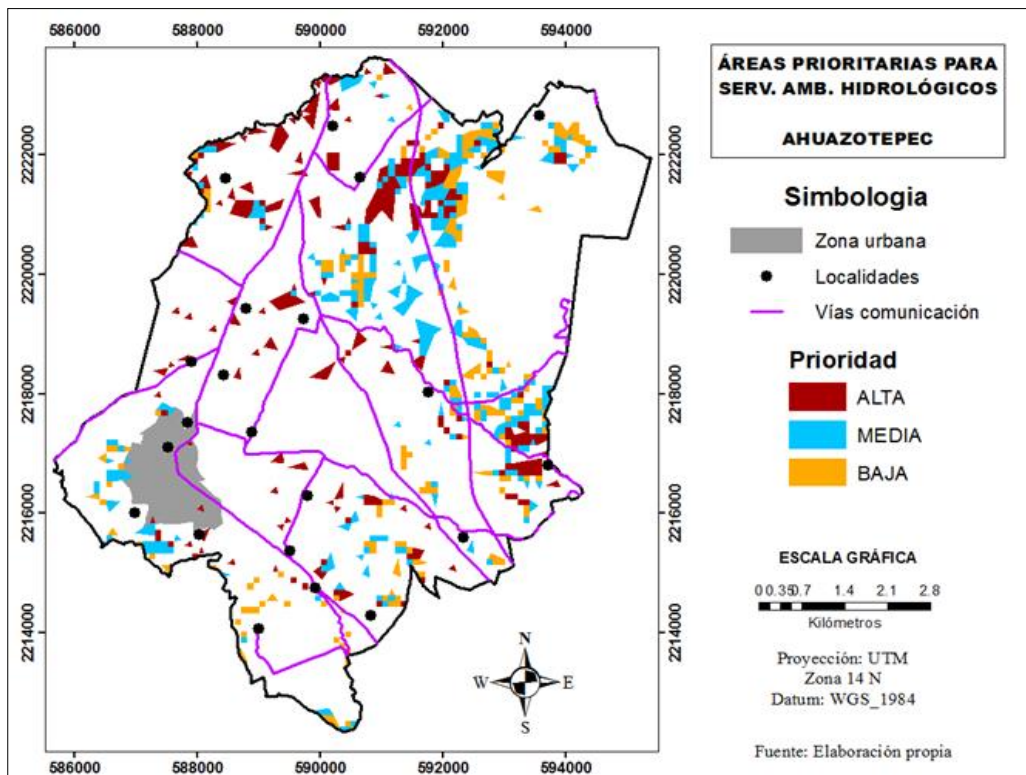 586000 588000 590000 592000 594000
2222000
2220000
2218000
2216000
2214000
2222000
2220000
2218000
2216000
2214000
586000 588000 590000 592000 594000
N
W E
S
ÁREAS PRIORITARIAS PARA
SERV. AMB. HIDROLÓGICOS
AHUAZOTEPEC
Simbologia
Zona urbana
Localidades
Vías comunicación
Prioridad
ALTA
MEDIA
BAJA
ESCALA GRÁFICA
0 0.35 0.7 1.4 2.1 2.8
Kilómetros
Proyección: UTM
Zona 14 N
Datum: WGS_1984
Fuente: Elaboración propia